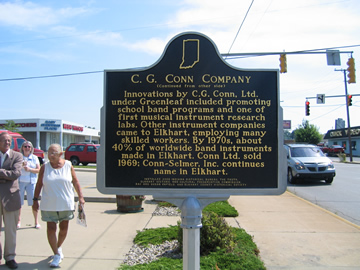 C. G. CONN COMPANY
(Continued from other side)
Innovations by C.G. Conn, Ltd.
under Greenleaf included promoting
school band programs and one of
first musical instrument research
labs. Other instrument companies
came to Elkhart, employing many
skilled workers. By 1970s, about
40% of worldwide band instruments
made in Elkhart. Conn Ltd. sold
1969; Conn-Selmer, Inc. continues
name in Elkhart.